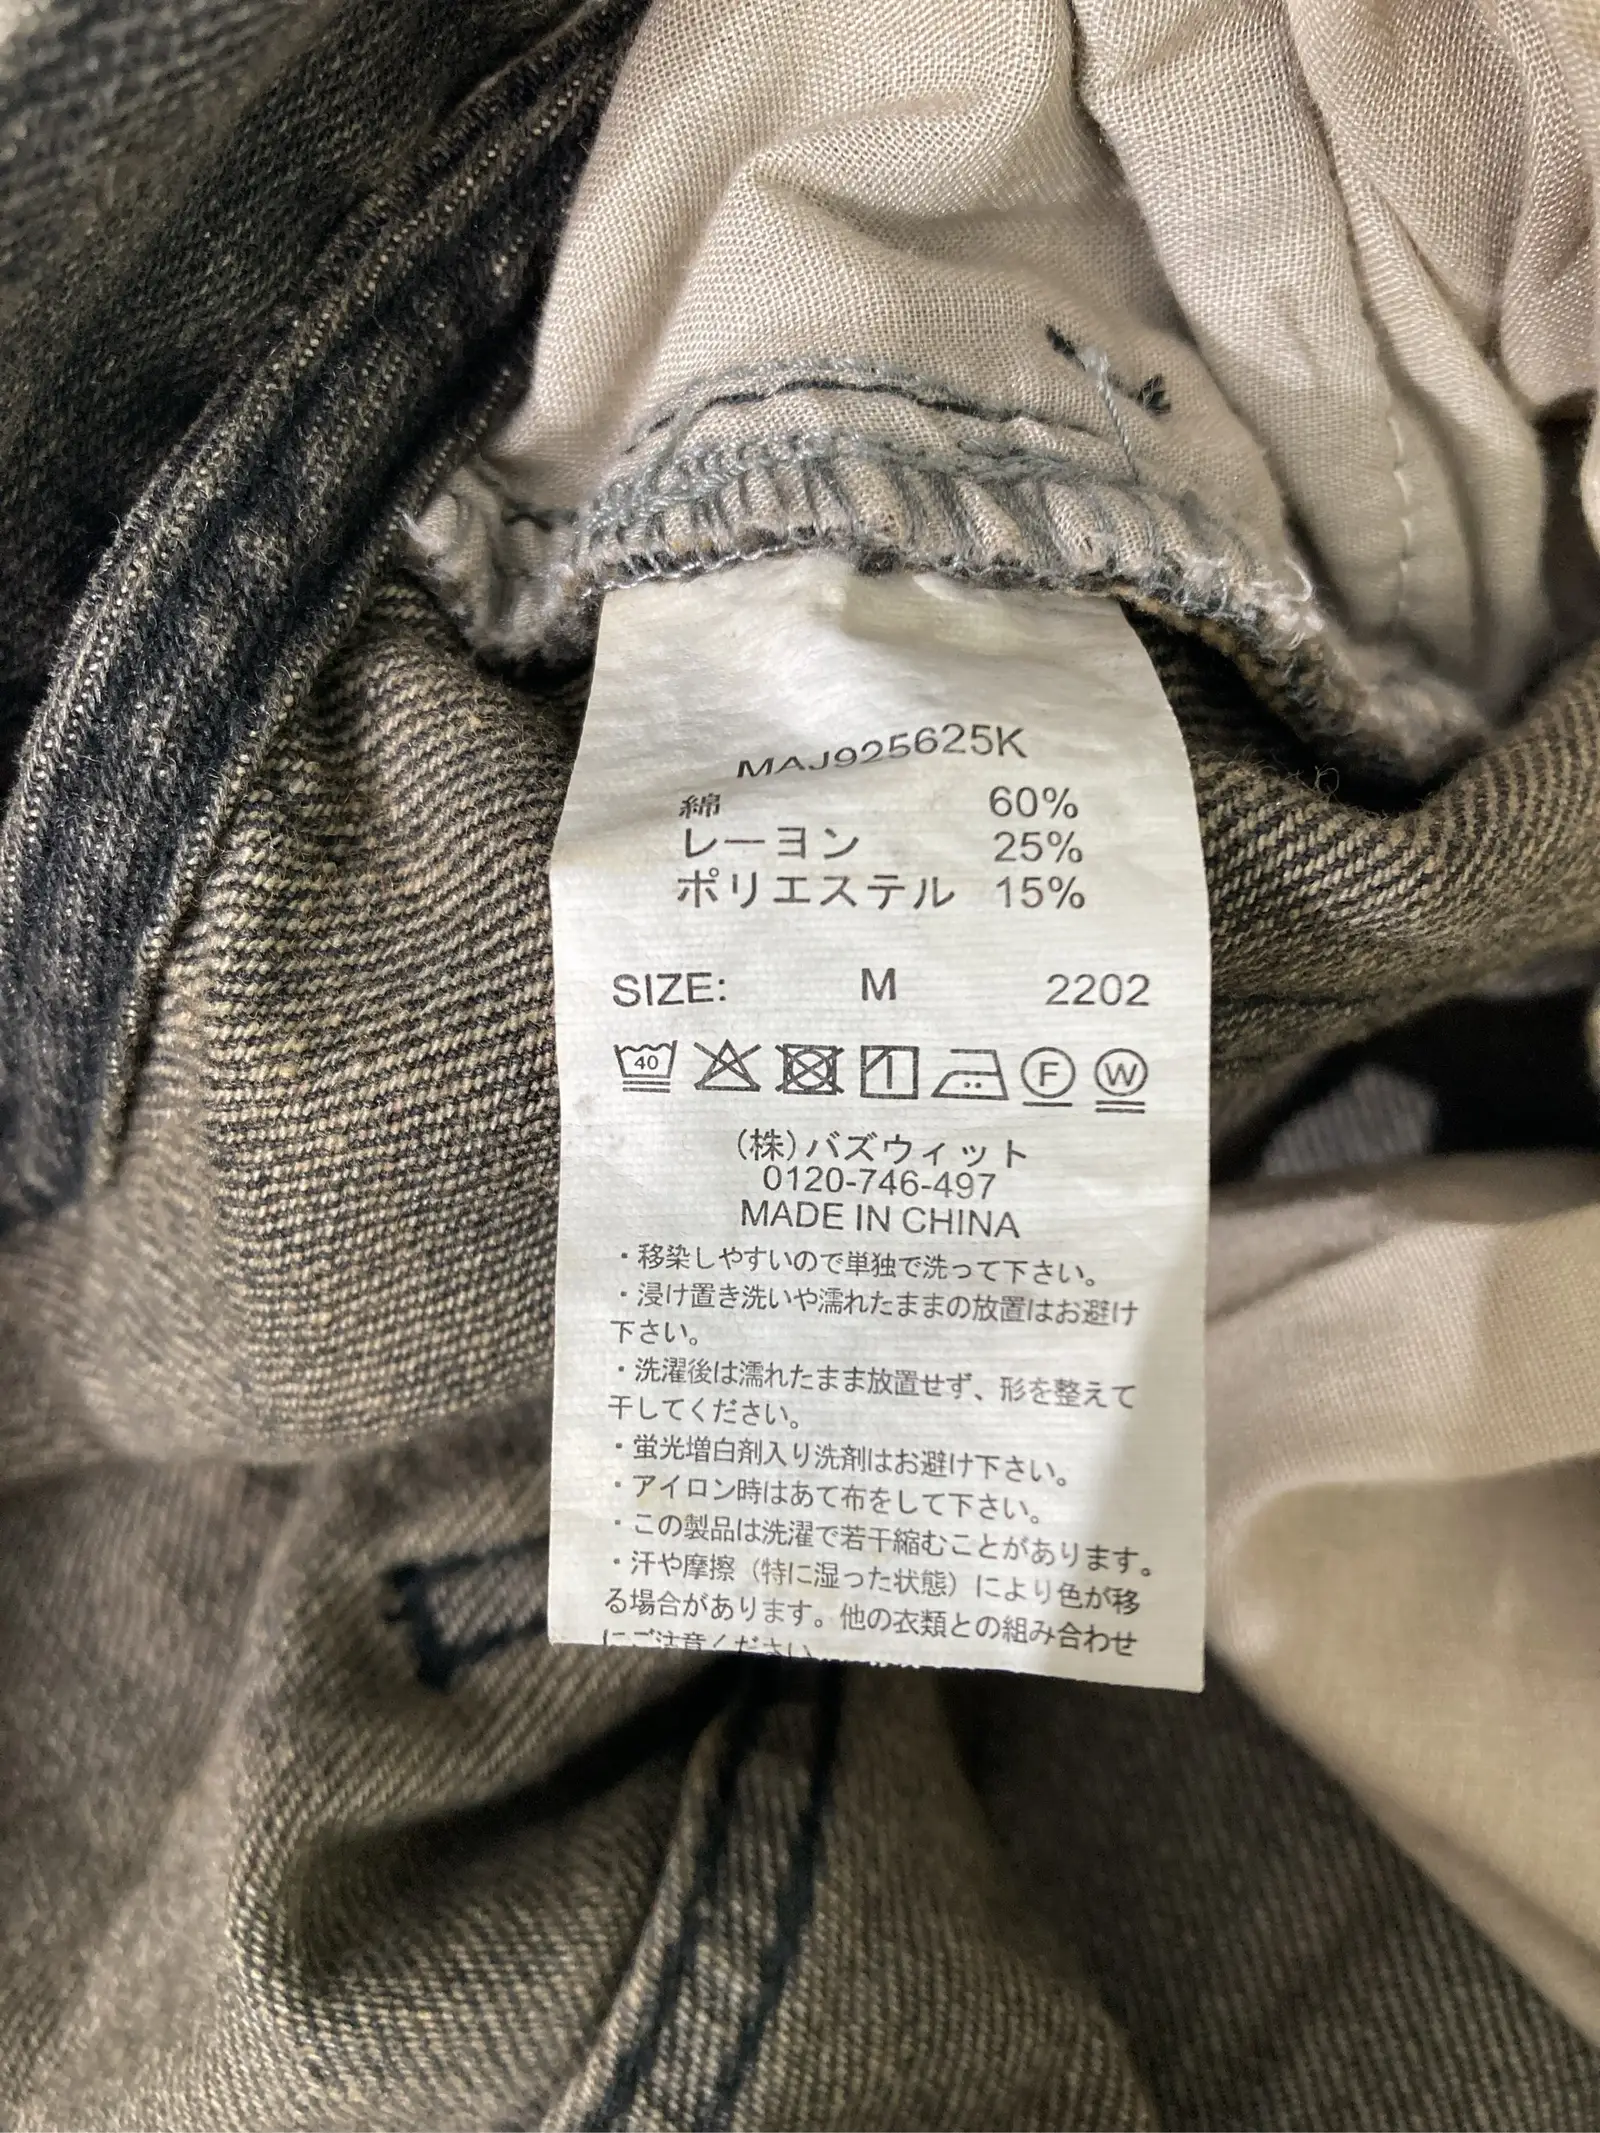 MAJ925625K
綿 60%
レーヨン 25%
ポリエステル 15%
SIZE: M 2202
40 F W
(株)バズウィット
0120-746-497
MADE IN CHINA
・移染しやすいので単独で洗って下さい。
・浸け置き洗いや濡れたままの放置はお避け
下さい。
・洗濯後は濡れたまま放置せず、形を整えて
干してください。
・蛍光増白剤入り洗剤はお避け下さい。
・アイロン時はあて布をして下さい。
・この製品は洗濯で若干縮むことがあります。
・汗や摩擦（特に湿った状態）により色が移
る場合があります。他の衣類との組み合わせ
にご注意ください。